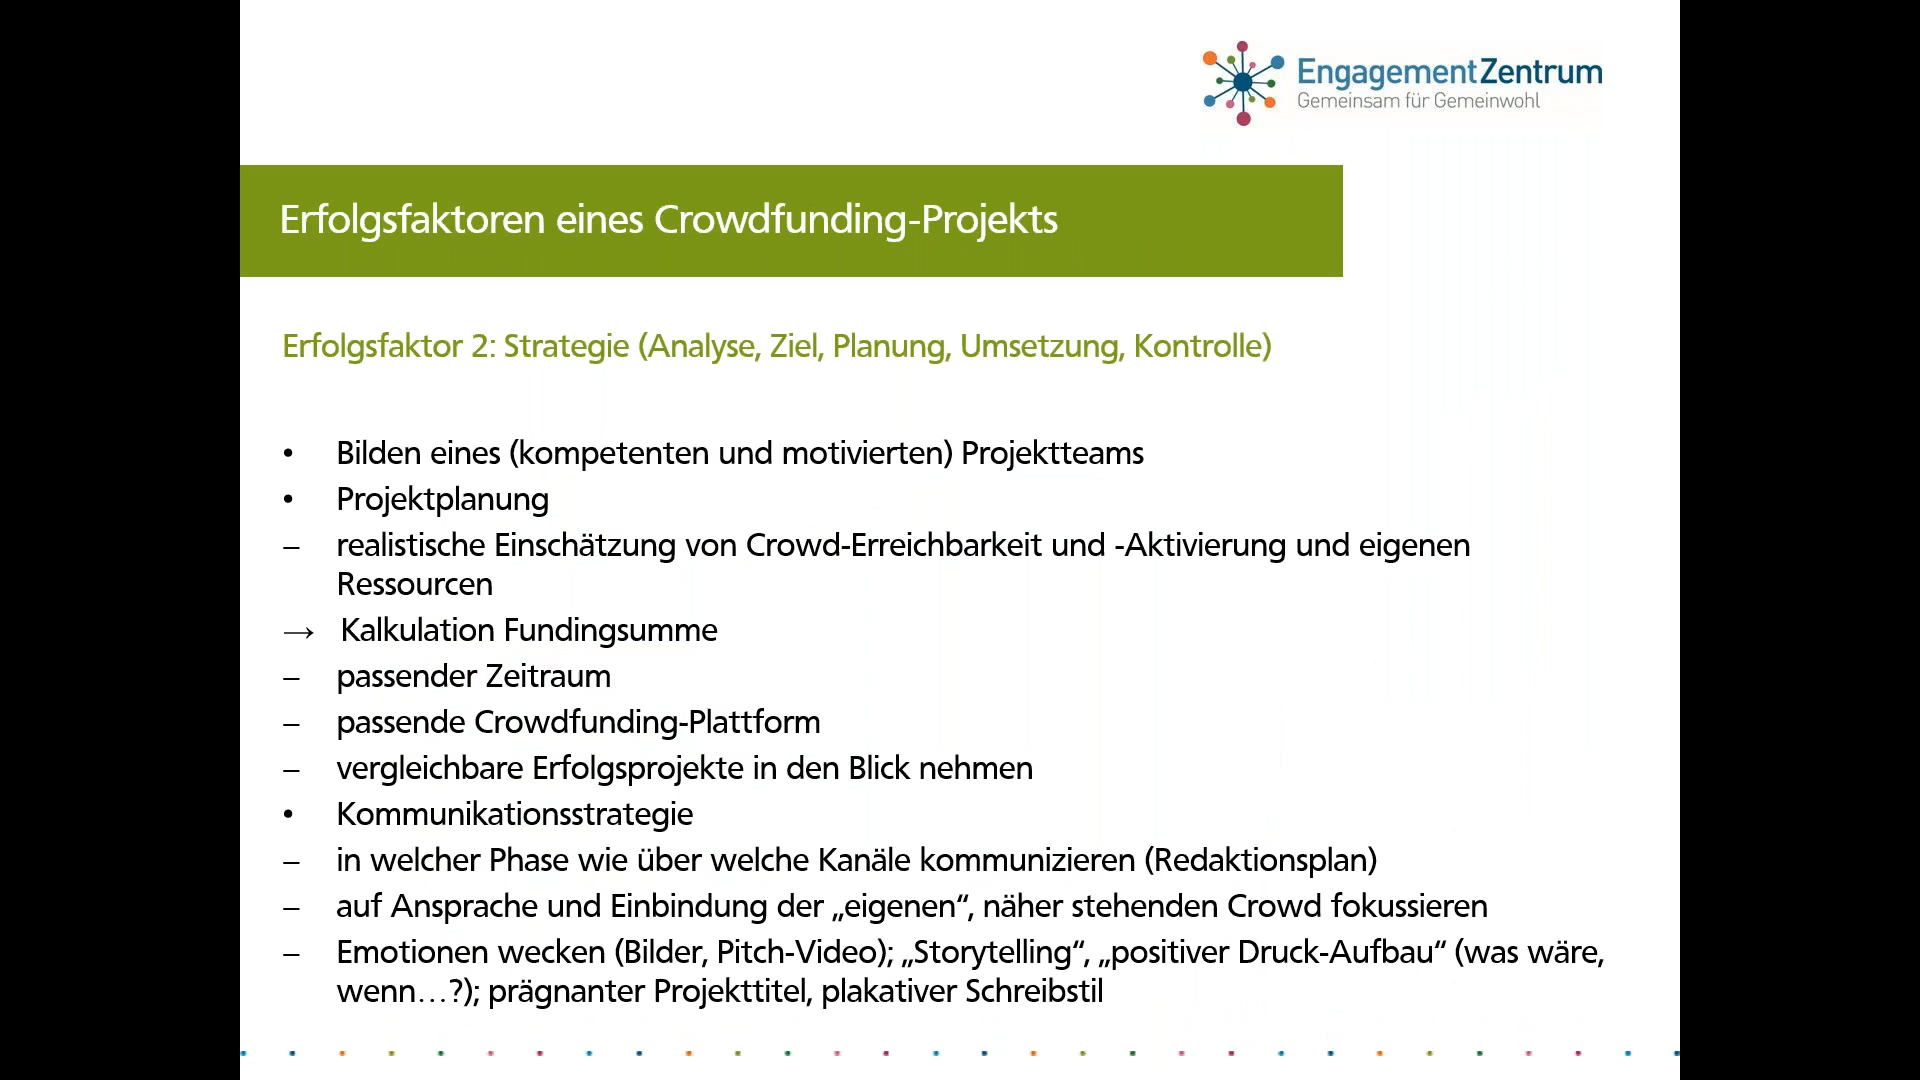 EngagementZentrum
Gemeinsam für Gemeinwohl
Erfolgsfaktoren eines Crowdfunding-Projekts
Erfolgsfaktor 2: Strategie (Analyse, Ziel, Planung, Umsetzung, Kontrolle)
• Bilden eines (kompetenten und motivierten) Projektteams
• Projektplanung
– realistische Einschätzung von Crowd-Erreichbarkeit und -Aktivierung und eigenen
Ressourcen
→ Kalkulation Fundingsumme
– passender Zeitraum
– passende Crowdfunding-Plattform
– vergleichbare Erfolgsprojekte in den Blick nehmen
• Kommunikationsstrategie
– in welcher Phase wie über welche Kanäle kommunizieren (Redaktionsplan)
– auf Ansprache und Einbindung der „eigenen“, näher stehenden Crowd fokussieren
– Emotionen wecken (Bilder, Pitch-Video); „Storytelling“, „positiver Druck-Aufbau“ (was wäre,
wenn…?); prägnanter Projekttitel, plakativer Schreibstil